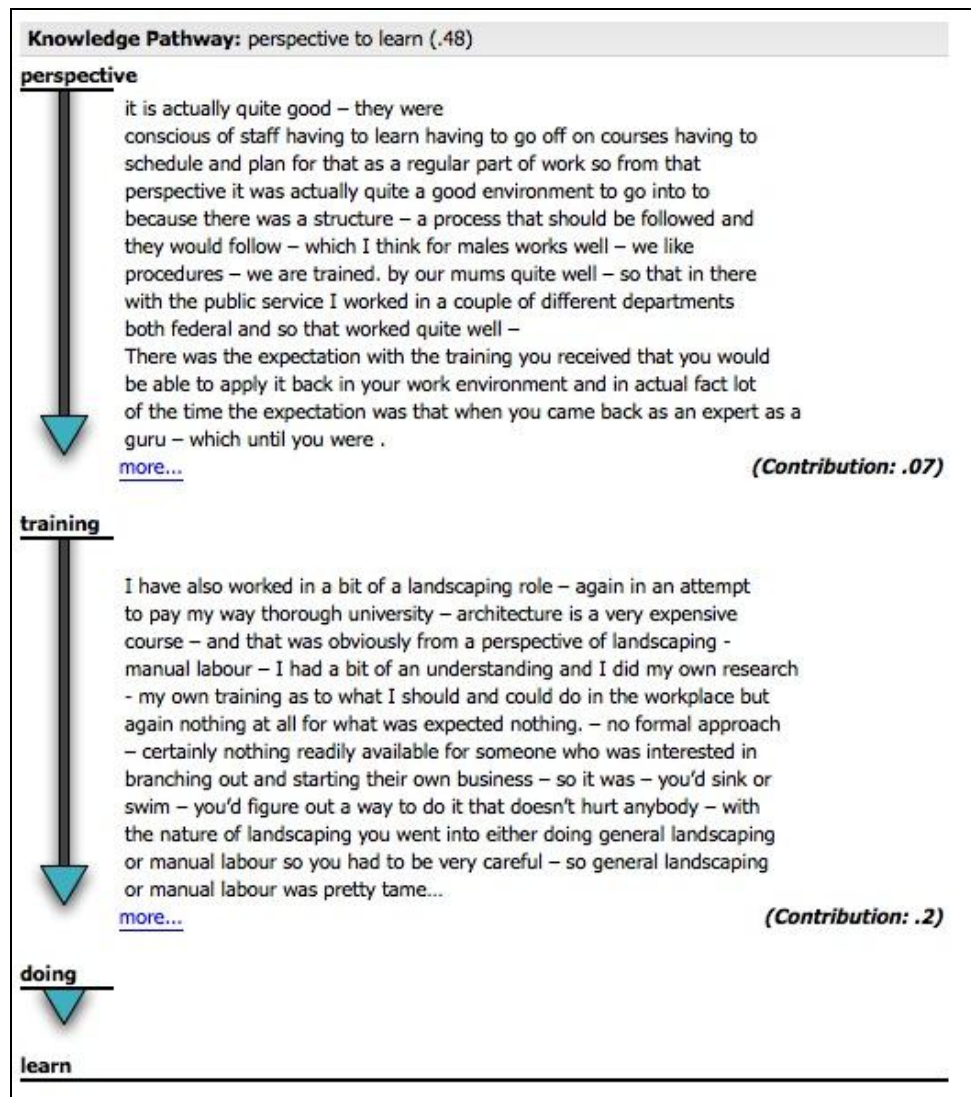 Knowledge Pathway: perspective to learn (.48)
perspective
it is actually quite good – they were
conscious of staff having to learn having to go off on courses having to
schedule and plan for that as a regular part of work so from that
perspective it was actually quite a good environment to go into to
because there was a structure – a process that should be followed and
they would follow – which I think for males works well – we like
procedures – we are trained. by our mums quite well – so that in there
with the public service I worked in a couple of different departments
both federal and so that worked quite well –
There was the expectation with the training you received that you would
be able to apply it back in your work environment and in actual fact lot
of the time the expectation was that when you came back as an expert as a
guru – which until you were .
more...
(Contribution: .07)
training
I have also worked in a bit of a landscaping role – again in an attempt
to pay my way thorough university – architecture is a very expensive
course – and that was obviously from a perspective of landscaping -
manual labour – I had a bit of an understanding and I did my own research
- my own training as to what I should and could do in the workplace but
again nothing at all for what was expected nothing. – no formal approach
– certainly nothing readily available for someone who was interested in
branching out and starting their own business – so it was – you'd sink or
swim – you'd figure out a way to do it that doesn't hurt anybody – with
the nature of landscaping you went into either doing general landscaping
or manual labour so you had to be very careful – so general landscaping
or manual labour was pretty tame...
more...
(Contribution: .2)
doing
learn